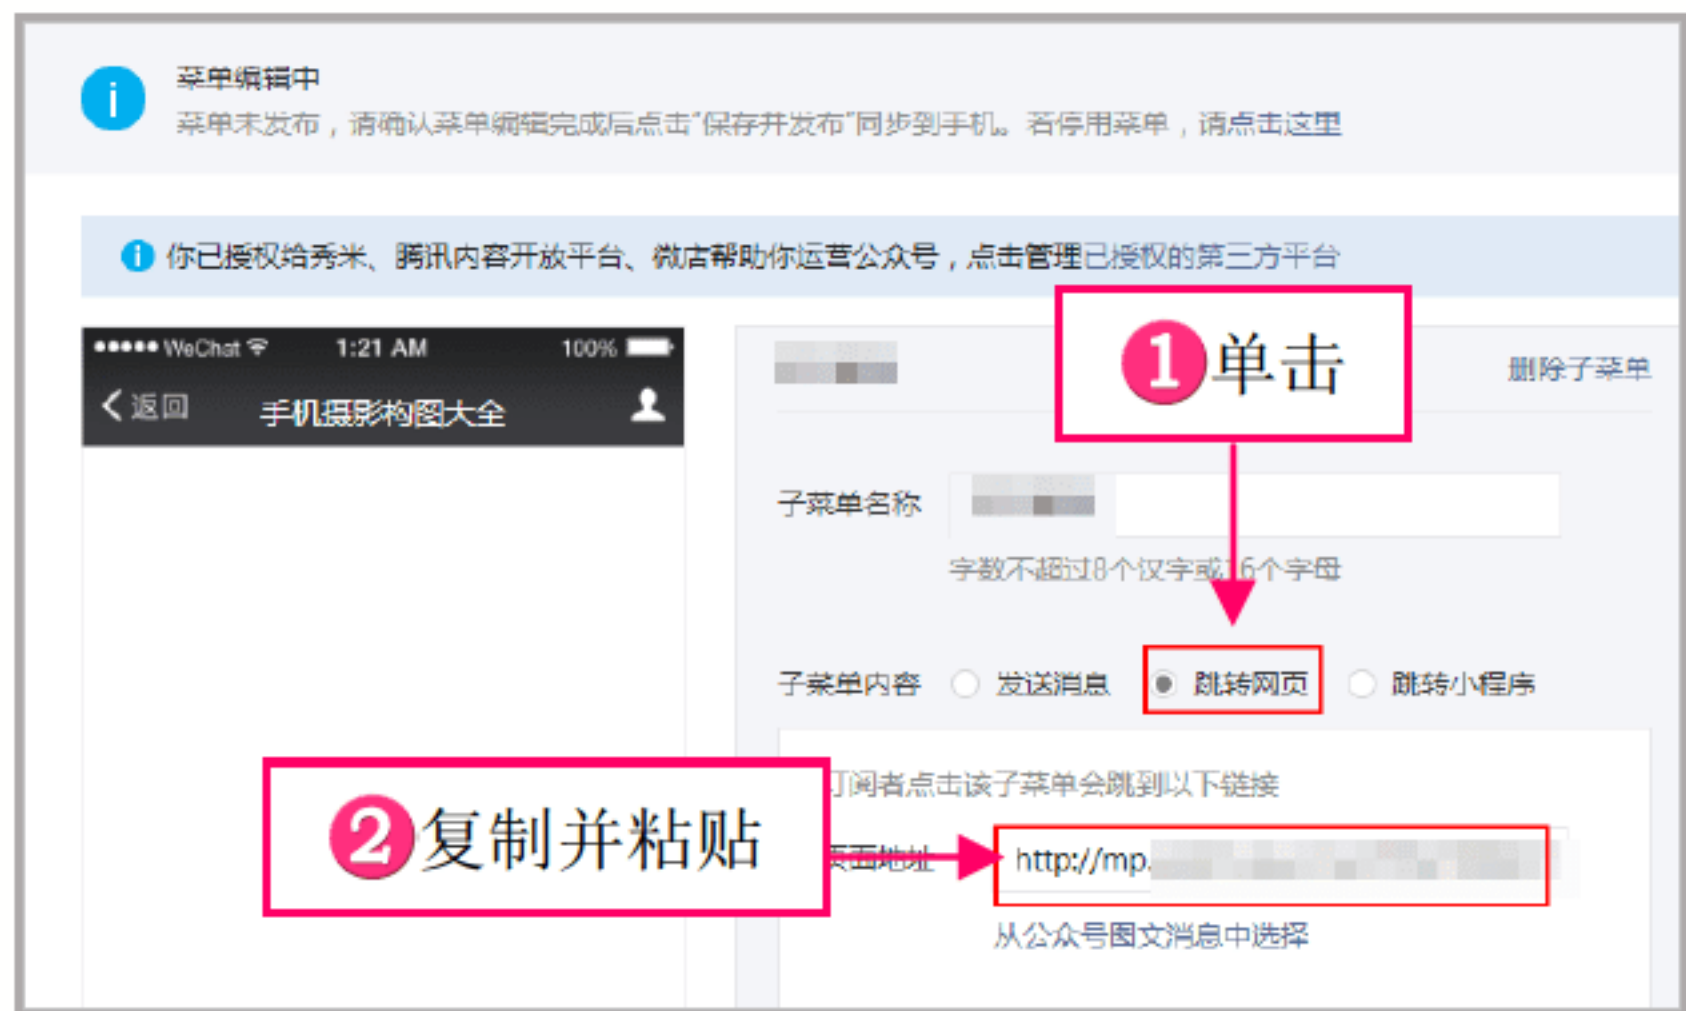 菜单编辑中
菜单未发布，请确认菜单编辑完成后点击“保存并发布”同步到手机。若停用菜单，请点击这里
你已授权给秀米、腾讯内容开放平台、微店帮助你运营公众号，点击管理已授权的第三方平台
WeChat 1:21 AM 100%
返回 手机摄影构图大全
1单击
删除子菜单
子菜单名称
字数不超过8个汉字或16个字母
子菜单内容 发送消息 跳转网页 跳转小程序
订阅者点击该子菜单会跳到以下链接
2复制并粘贴
页面地址 http://mp.
从公众号图文消息中选择